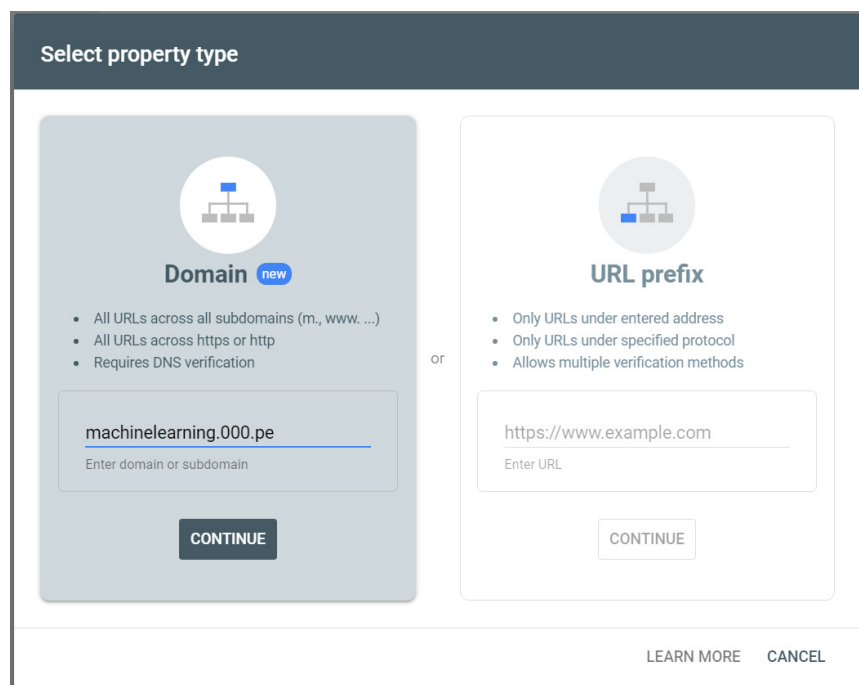 Select property type
Domain new
All URLs across all subdomains (m., www. ...)
All URLs across https or http
Requires DNS verification
machinelearning.000.pe
Enter domain or subdomain
CONTINUE
or
URL prefix
Only URLs under entered address
Only URLs under specified protocol
Allows multiple verification methods
https://www.example.com
Enter URL
CONTINUE
LEARN MORE CANCEL